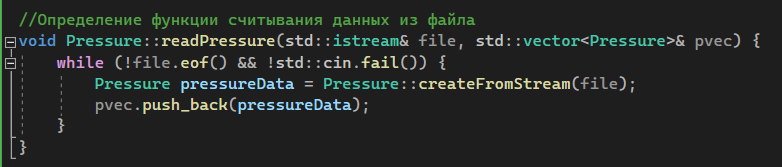 //Определение функции считывания данных из файла
void Pressure::readPressure(std::istream& file, std::vector<Pressure>& pvec) {
    while (!file.eof() && !std::cin.fail()) {
        Pressure pressureData = Pressure::createFromStream(file);
        pvec.push_back(pressureData);
    }
}